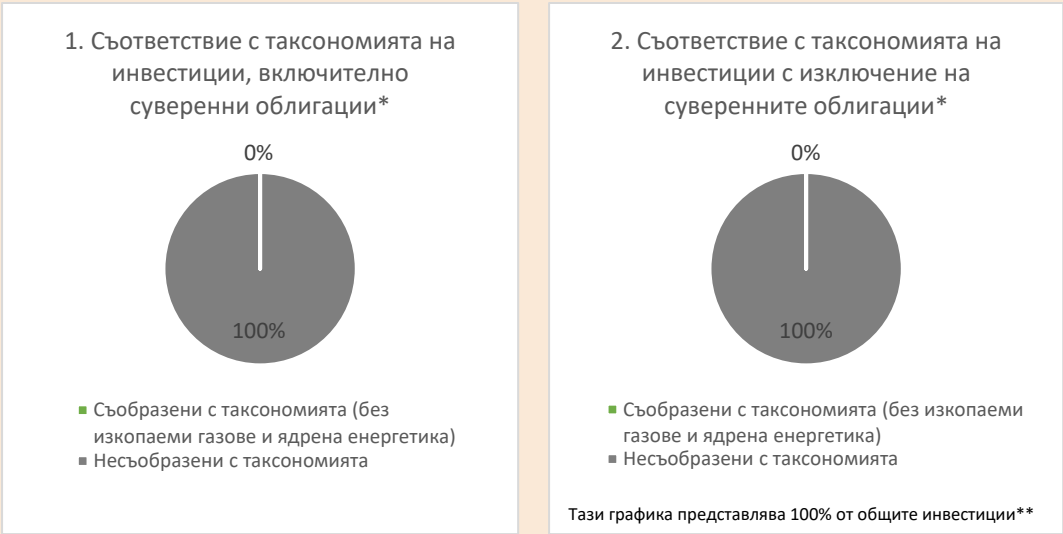 1. Съответствие с таксономията на
инвестиции, включително
суверенни облигации*
0%
100%
Съобразени с таксономията (без
изкопаеми газове и ядрена енергетика)
Несъобразени с таксономията
2. Съответствие с таксономията на
инвестиции с изключение на
суверенните облигации*
0%
100%
Съобразени с таксономията (без изкопаеми
газове и ядрена енергетика)
Несъобразени с таксономията
Тази графика представлява 100% от общите инвестиции**